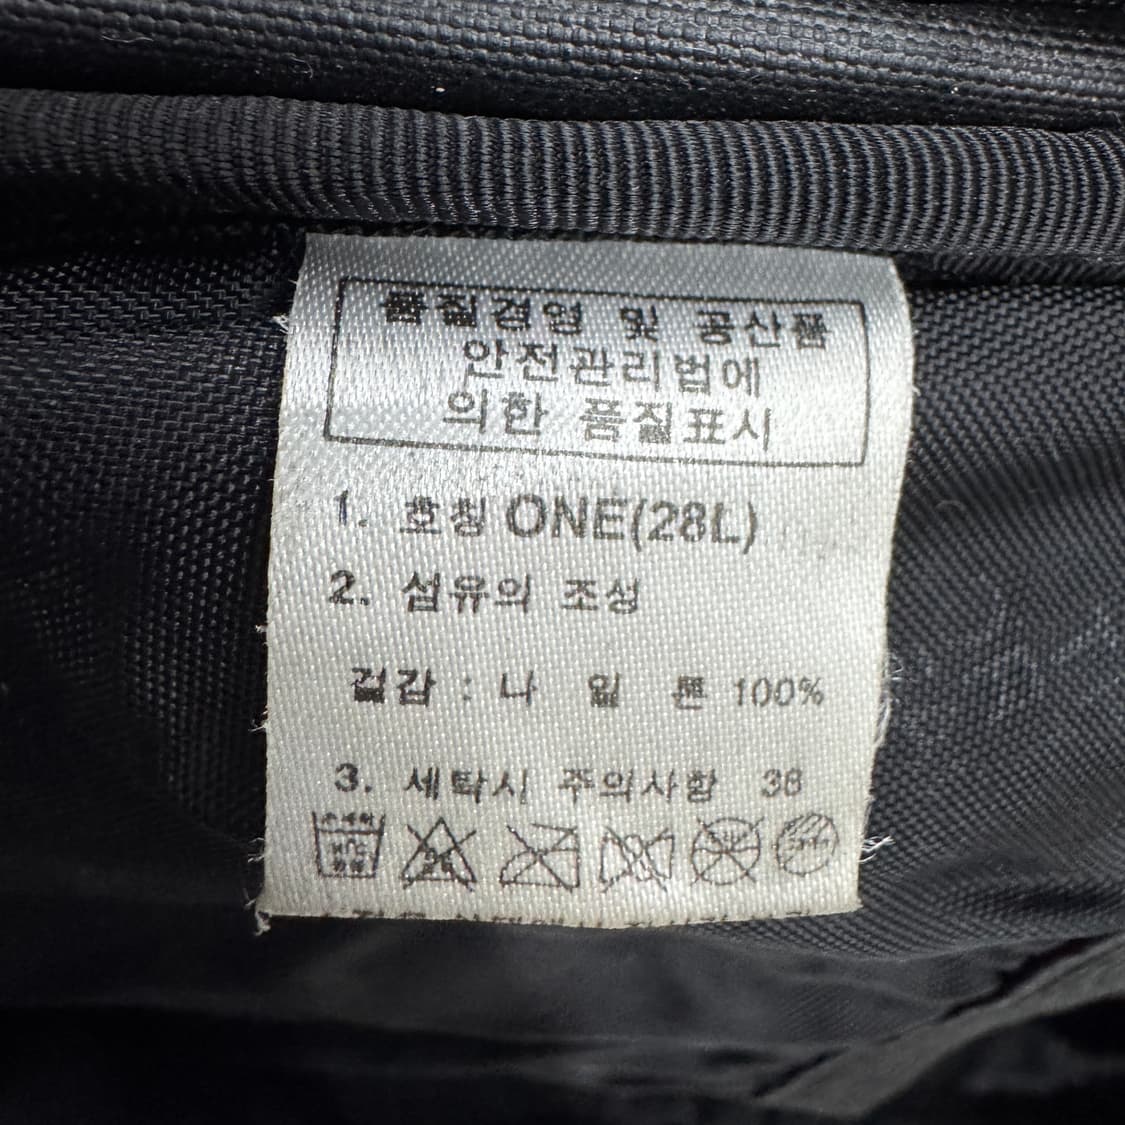 품질경영 및 공산품
안전관리법에
의한 품질표시
1. 호칭 ONE(28L)
2. 섬유의 조성
겉감 : 나 일 론 100%
3. 세탁시 주의사항 38